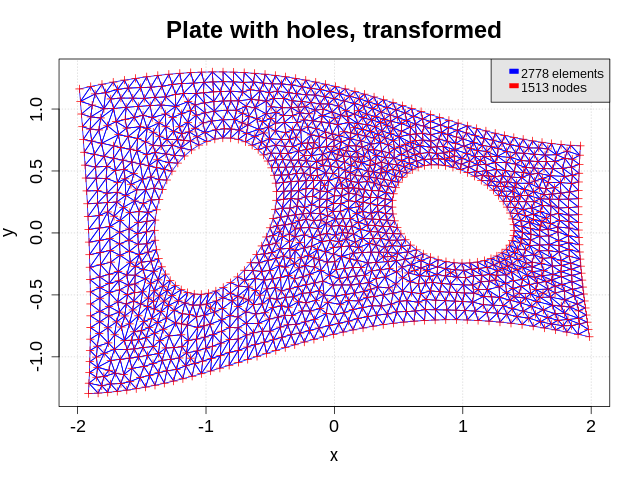 Plate with holes, transformed
2778 elements
1513 nodes
1.0
0.5
0.0
-0.5
-1.0
y
-2
-1
0
1
2
x